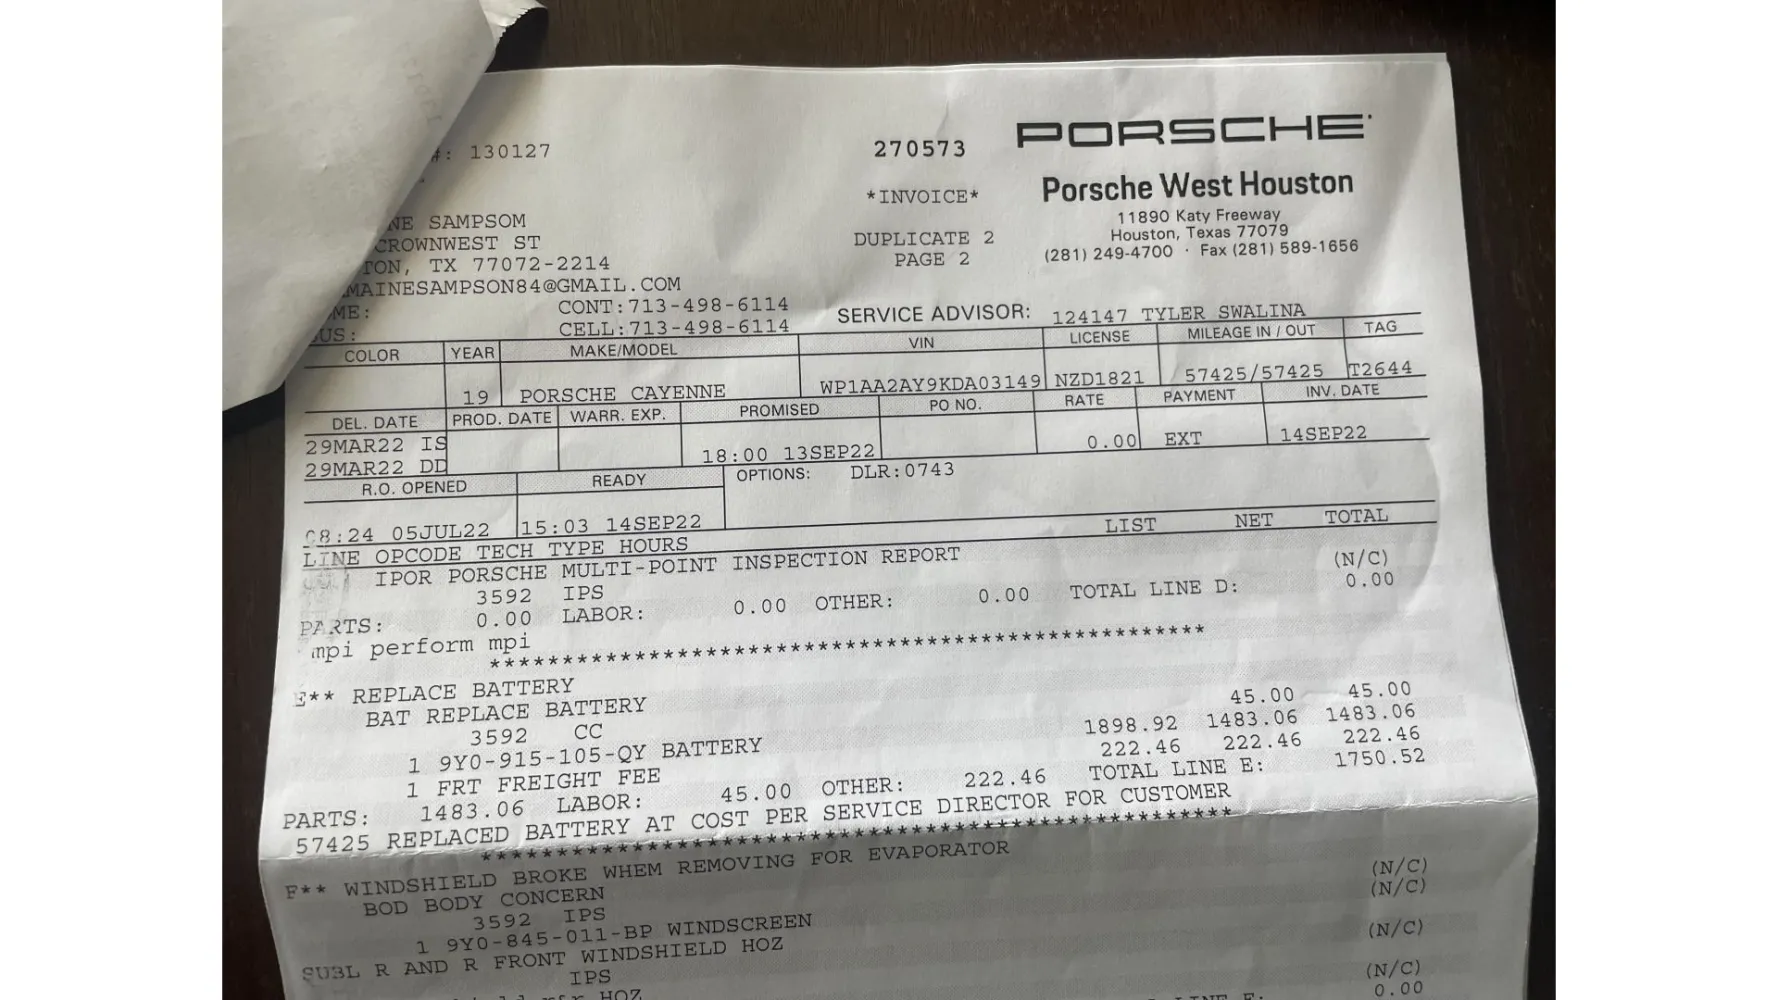 #: 130127
270573
PORSCHE
*INVOICE*
Porsche West Houston
11890 Katy Freeway
Houston, Texas 77079
(281) 249-4700 · Fax (281) 589-1656
DUPLICATE 2
PAGE 2
NE SAMPSOM
CROWNWEST ST
TON, TX 77072-2214
MAINESAMPSON84@GMAIL.COM
ME: CONT:713-498-6114
BUS: CELL:713-498-6114
SERVICE ADVISOR: 124147 TYLER SWALINA
COLOR YEAR MAKE/MODEL VIN LICENSE MILEAGE IN / OUT TAG
19 PORSCHE CAYENNE WP1AA2AY9KDA03149 NZD1821 57425/57425 T2644
DEL. DATE PROD. DATE WARR. EXP. PROMISED PO NO. RATE PAYMENT INV. DATE
29MAR22 IS
29MAR22 DD 18:00 13SEP22 0.00 EXT 14SEP22
R.O. OPENED READY OPTIONS: DLR:0743
08:24 05JUL22 15:03 14SEP22
LINE OPCODE TECH TYPE HOURS LIST NET TOTAL
IPOR PORSCHE MULTI-POINT INSPECTION REPORT
3592 IPS (N/C)
PARTS: 0.00 LABOR: 0.00 OTHER: 0.00 TOTAL LINE D: 0.00
mpi perform mpi
**************************************************
E** REPLACE BATTERY
BAT REPLACE BATTERY
3592 CC 45.00 45.00
1 9Y0-915-105-QY BATTERY 1898.92 1483.06 1483.06
1 FRT FREIGHT FEE 222.46 222.46 222.46
PARTS: 1483.06 LABOR: 45.00 OTHER: 222.46 TOTAL LINE E: 1750.52
57425 REPLACED BATTERY AT COST PER SERVICE DIRECTOR FOR CUSTOMER
**************************************************
F** WINDSHIELD BROKE WHEM REMOVING FOR EVAPORATOR
BOD BODY CONCERN
3592 IPS (N/C)
1 9Y0-845-011-BP WINDSCREEN (N/C)
SUBL R AND R FRONT WINDSHIELD HOZ
IPS (N/C)
HOZ (N/C)
0.00